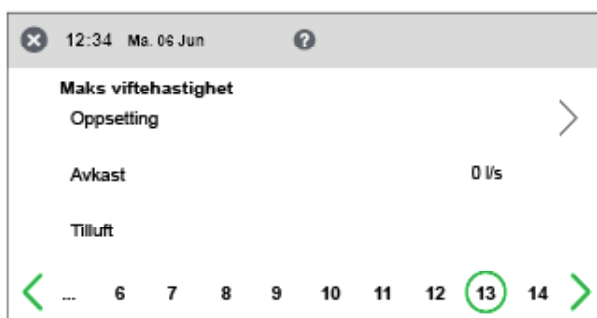 12:34 Ma. 06 Jun ?
Maks viftehastighet
Oppsetting
Avkast 0 l/s
Tilluft
... 6 7 8 9 10 11 12 13 14